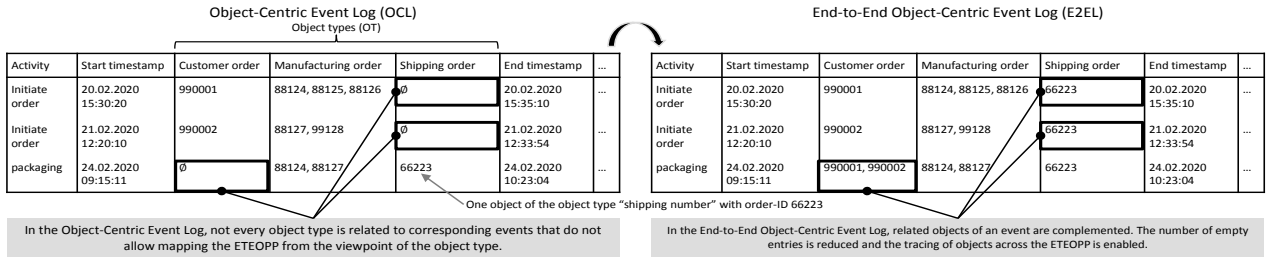 Object-Centric Event Log (OCL)
Object types (OT)
Activity Start timestamp Customer order Manufacturing order Shipping order End timestamp ...
Initiate order 20.02.2020 15:30:20 990001 88124, 88125, 88126 Ø 20.02.2020 15:35:10 ...
Initiate order 21.02.2020 12:20:10 990002 88127, 99128 Ø 21.02.2020 12:33:54 ...
packaging 24.02.2020 09:15:11 Ø 88124, 88127 66223 24.02.2020 10:23:04 ...
One object of the object type "shipping number" with order-ID 66223
In the Object-Centric Event Log, not every object type is related to corresponding events that do not
allow mapping the ETEOPP from the viewpoint of the object type.
End-to-End Object-Centric Event Log (E2EL)
Activity Start timestamp Customer order Manufacturing order Shipping order End timestamp ...
Initiate order 20.02.2020 15:30:20 990001 88124, 88125, 88126 66223 20.02.2020 15:35:10 ...
Initiate order 21.02.2020 12:20:10 990002 88127, 99128 66223 21.02.2020 12:33:54 ...
packaging 24.02.2020 09:15:11 990001, 990002 88124, 88127 66223 24.02.2020 10:23:04 ...
In the End-to-End Object-Centric Event Log, related objects of an event are complemented. The number of empty
entries is reduced and the tracing of objects across the ETEOPP is enabled.